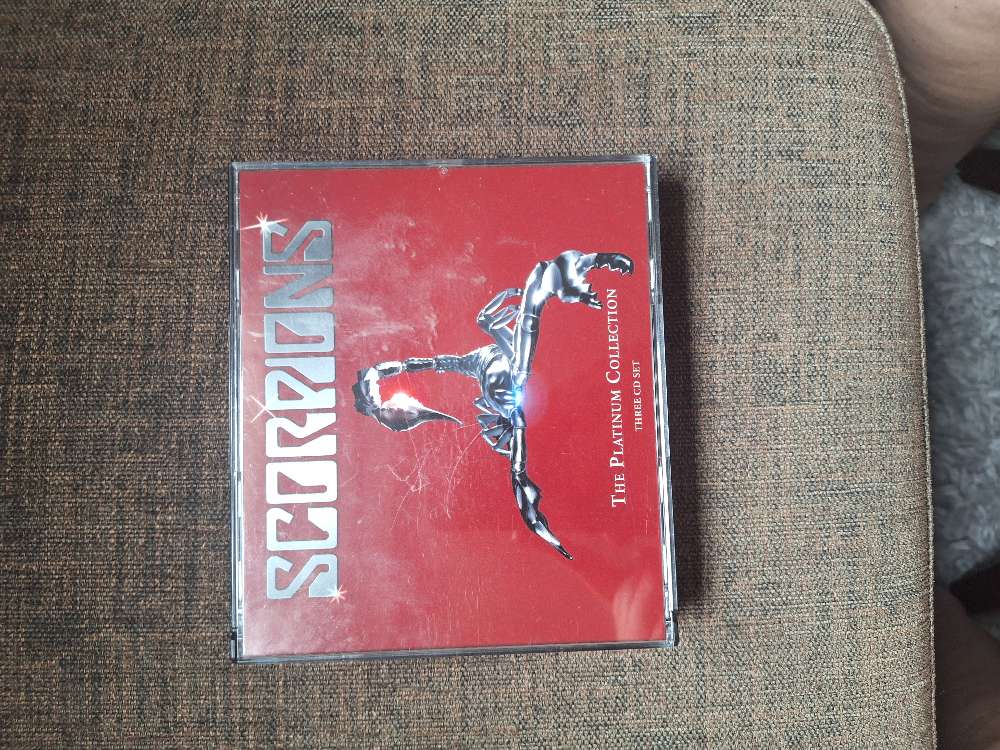 SCORPIONS
THE PLATINUM COLLECTION
THREE CD SET